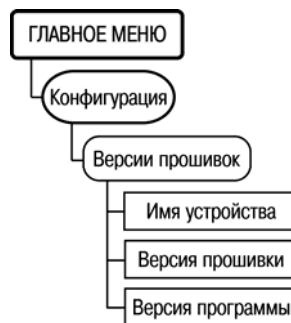 ГЛАВНОЕ МЕНЮ
Конфигурация
Версии прошивок
Имя устройства
Версия прошивки
Версия программы